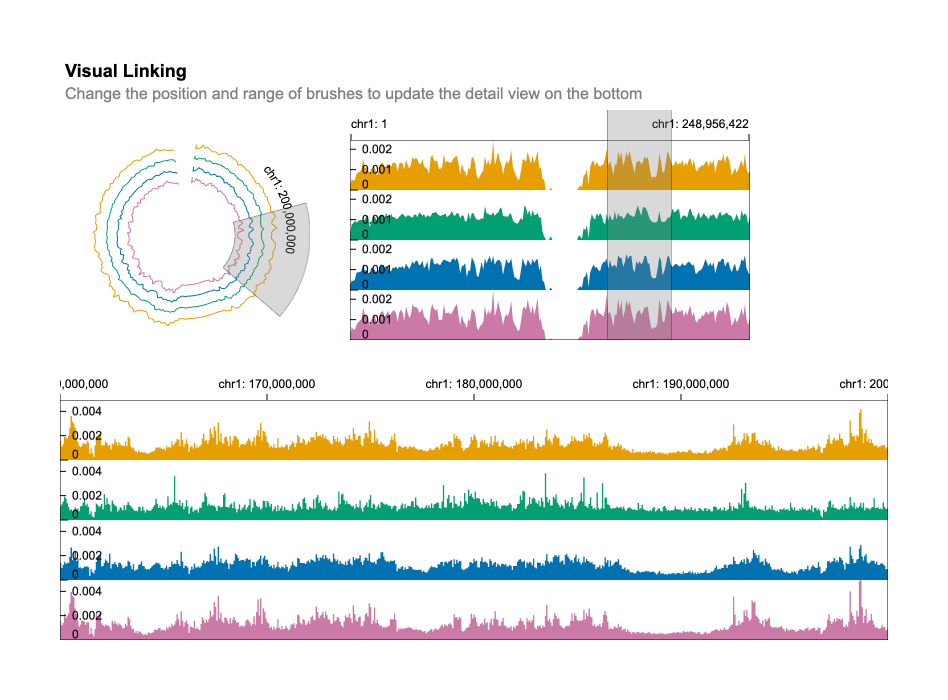 Visual Linking
Change the position and range of brushes to update the detail view on the bottom
chr1: 200,000,000
chr1: 1
chr1: 248,956,422
0.002
0.001
0
0.002
0.001
0
0.002
0.001
0
0.002
0.001
0
0,000,000
chr1: 170,000,000
chr1: 180,000,000
chr1: 190,000,000
chr1: 200
0.004
0.002
0
0.004
0.002
0
0.004
0.002
0
0.004
0.002
0